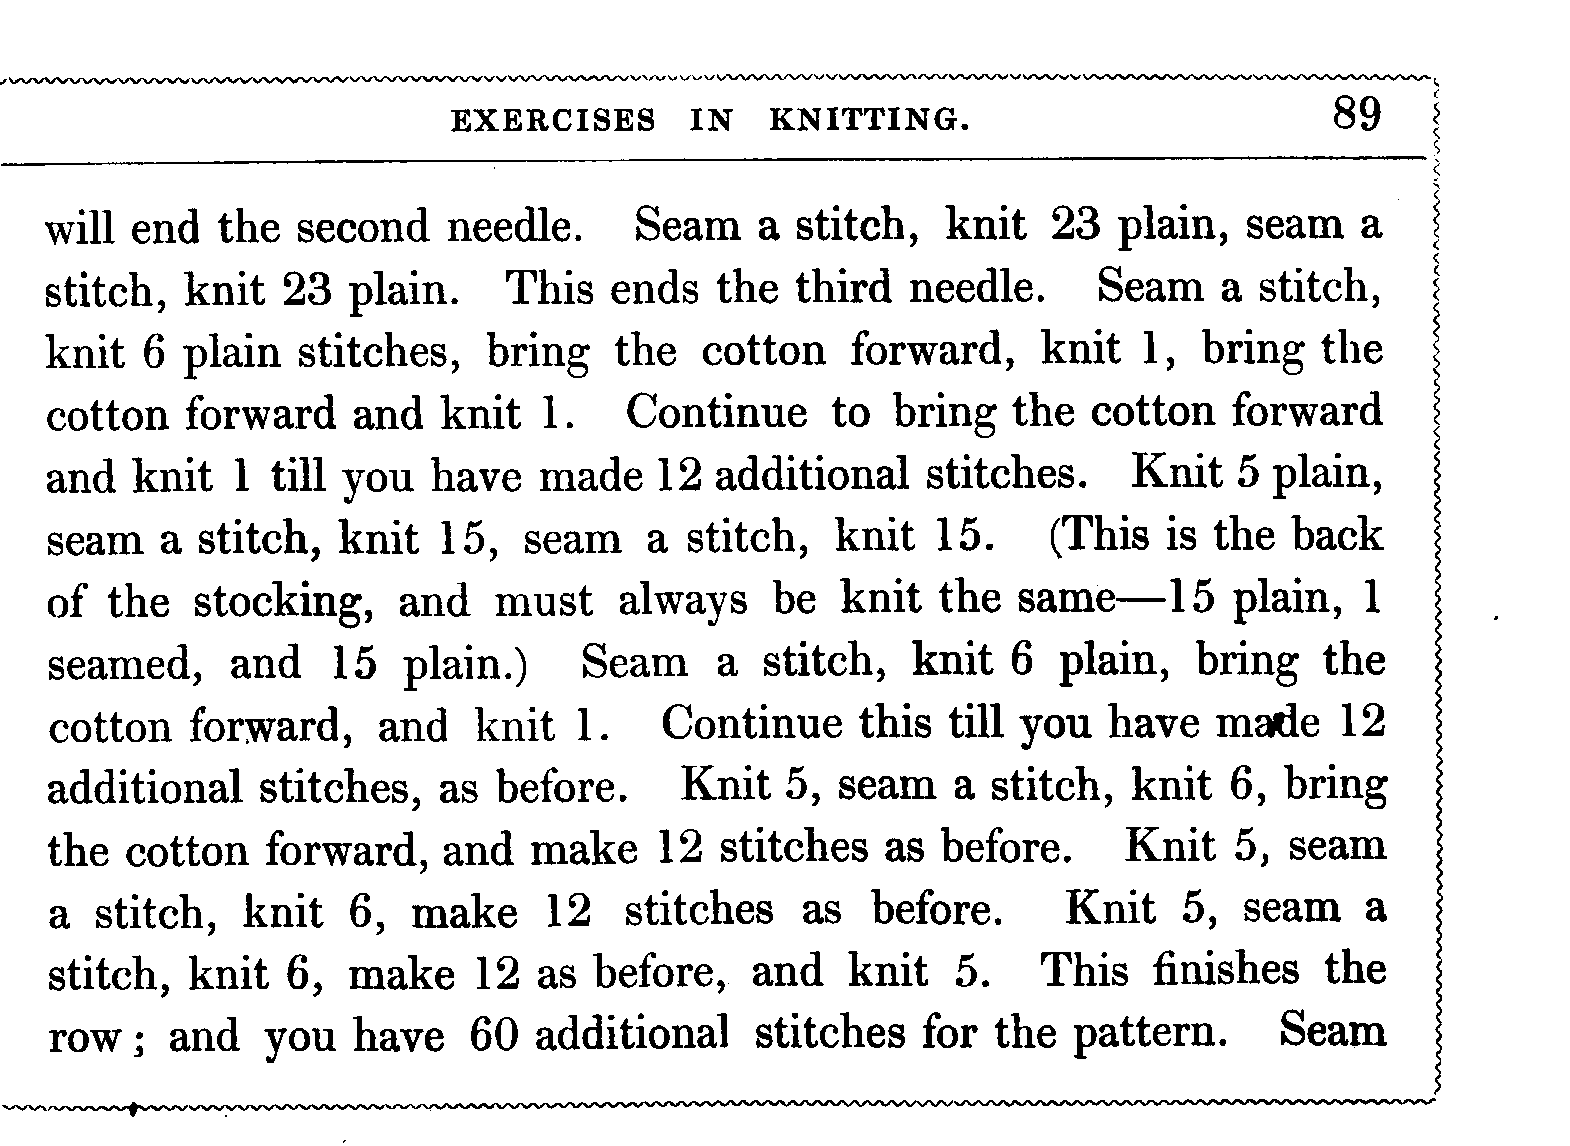 EXERCISES IN KNITTING. 89
will end the second needle. Seam a stitch, knit 23 plain, seam a
stitch, knit 23 plain. This ends the third needle. Seam a stitch,
knit 6 plain stitches, bring the cotton forward, knit 1, bring the
cotton forward and knit 1. Continue to bring the cotton forward
and knit 1 till you have made 12 additional stitches. Knit 5 plain,
seam a stitch, knit 15, seam a stitch, knit 15. (This is the back
of the stocking, and must always be knit the same—15 plain, 1
seamed, and 15 plain.) Seam a stitch, knit 6 plain, bring the
cotton forward, and knit 1. Continue this till you have made 12
additional stitches, as before. Knit 5, seam a stitch, knit 6, bring
the cotton forward, and make 12 stitches as before. Knit 5, seam
a stitch, knit 6, make 12 stitches as before. Knit 5, seam a
stitch, knit 6, make 12 as before, and knit 5. This finishes the
row; and you have 60 additional stitches for the pattern. Seam